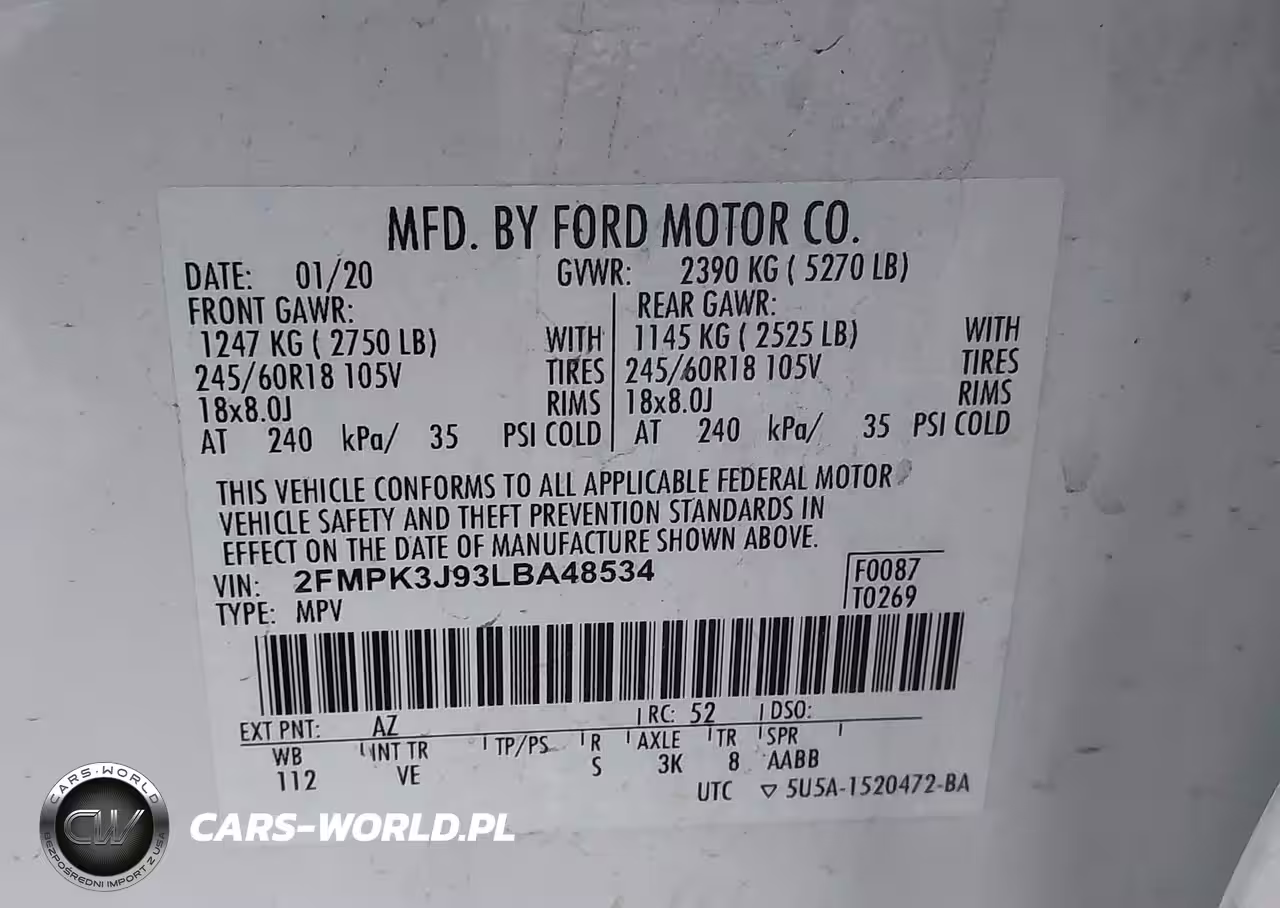 MFD. BY FORD MOTOR CO.
DATE: 01/20 GVWR: 2390 KG ( 5270 LB)
FRONT GAWR: REAR GAWR:
1247 KG ( 2750 LB) WITH 1145 KG ( 2525 LB) WITH
245/60R18 105V TIRES 245/60R18 105V TIRES
18x8.0J RIMS 18x8.0J RIMS
AT 240 kPa/ 35 PSI COLD AT 240 kPa/ 35 PSI COLD
THIS VEHICLE CONFORMS TO ALL APPLICABLE FEDERAL MOTOR
VEHICLE SAFETY AND THEFT PREVENTION STANDARDS IN
EFFECT ON THE DATE OF MANUFACTURE SHOWN ABOVE.
VIN: 2FMPK3J93LBA48534 F0087
TYPE: MPV T0269
EXT PNT: AZ RC: 52 DSO:
WB INT TR TP/PS R AXLE TR SPR
112 VE S 3K 8 AABB
UTC ▽ 5U5A-1520472-BA
CARS-WORLD
CW
BEZPOŚREDNI IMPORT Z USA
CARS-WORLD.PL